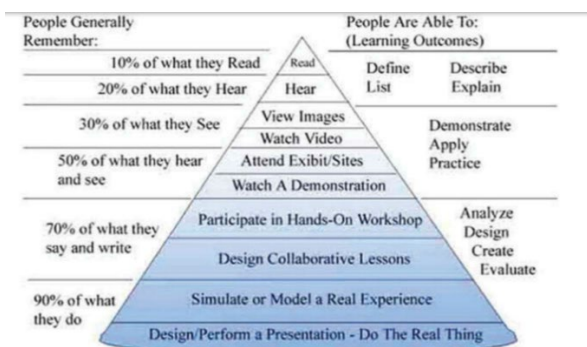 People Generally
Remember:
People Are Able To:
(Learning Outcomes)
10% of what they Read
Read
Define
Describe
List
Explain
20% of what they Hear
Hear
30% of what they See
View Images
Watch Video
Demonstrate
Apply
Practice
50% of what they hear
and see
Attend Exibit/Sites
Watch A Demonstration
70% of what they
say and write
Participate in Hands-On Workshop
Design Collaborative Lessons
Analyze
Design
Create
Evaluate
90% of what
they do
Simulate or Model a Real Experience
Design/Perform a Presentation - Do The Real Thing